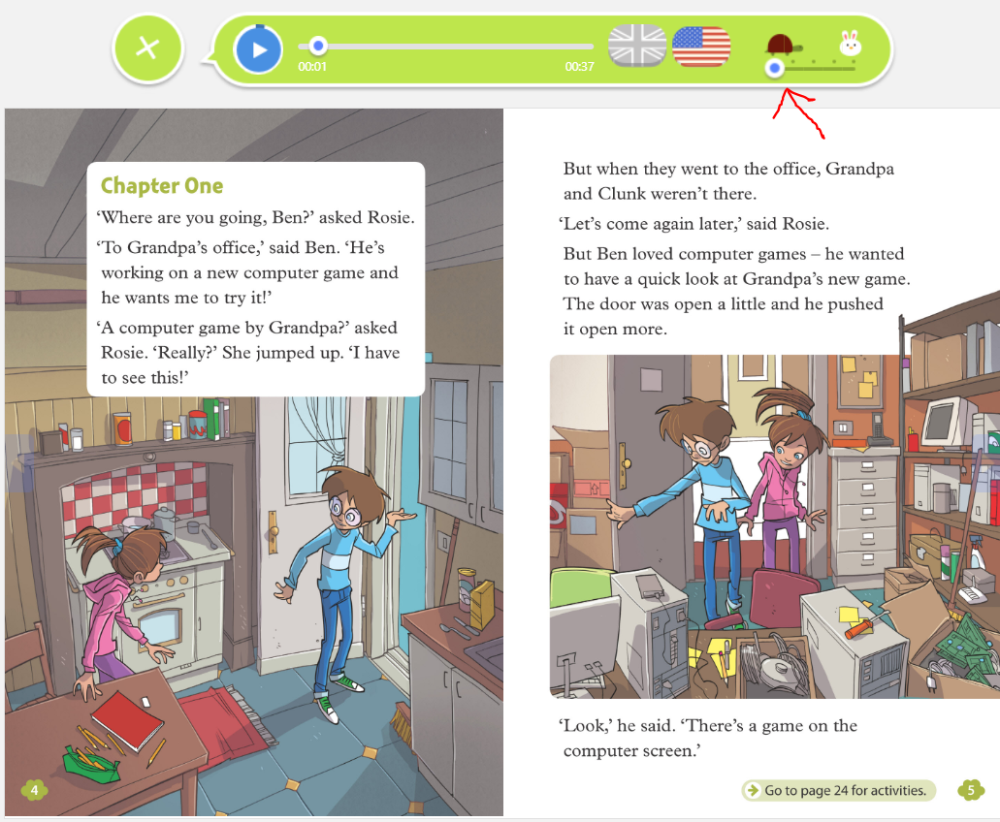 00:01
00:37
Chapter One
‘Where are you going, Ben?’ asked Rosie.
‘To Grandpa’s office,’ said Ben. ‘He’s
working on a new computer game and
he wants me to try it!’
‘A computer game by Grandpa?’ asked
Rosie. ‘Really?’ She jumped up. ‘I have
to see this!’
4
But when they went to the office, Grandpa
and Clunk weren’t there.
‘Let’s come again later,’ said Rosie.
But Ben loved computer games – he wanted
to have a quick look at Grandpa’s new game.
The door was open a little and he pushed
it open more.
‘Look,’ he said. ‘There’s a game on the
computer screen.’
Go to page 24 for activities.
5